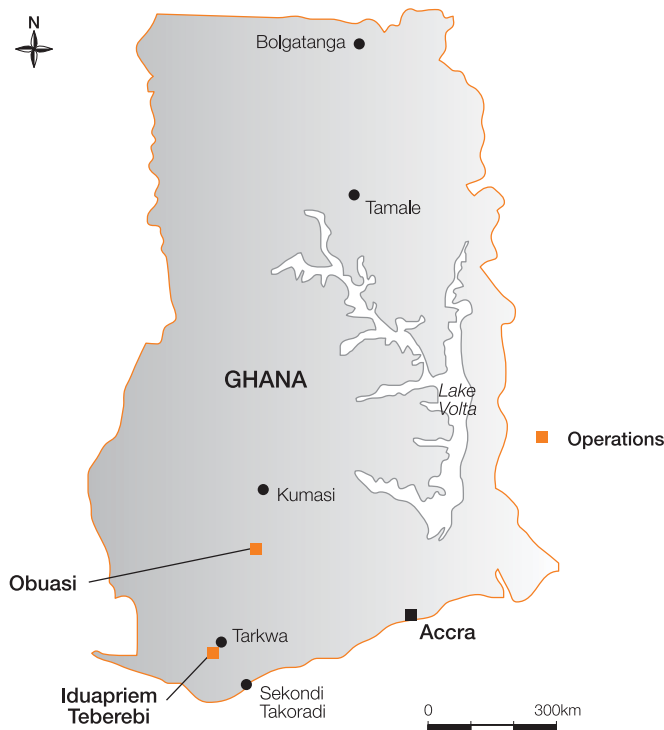 N
Bolgatanga
Tamale
GHANA
Lake
Volta
Operations
Kumasi
Obuasi
Tarkwa
Accra
Iduapriem
Teberebi
Sekondi
Takoradi
0 300km